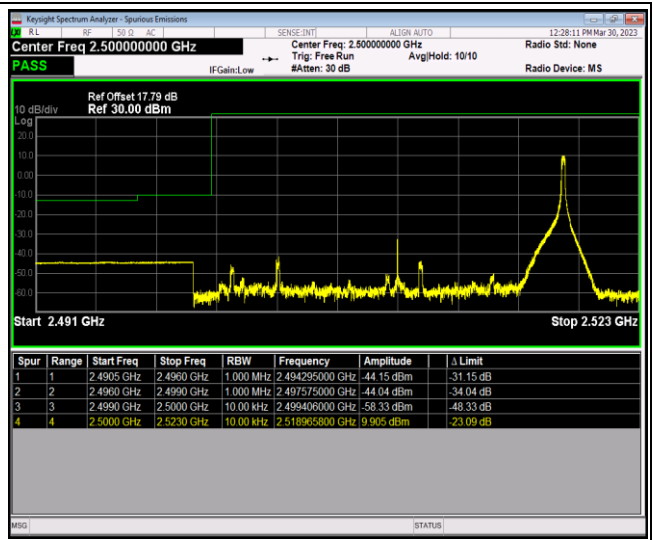 Keysight Spectrum Analyzer - Spurious Emissions
RL RF 50 Ω AC SENSE:INT ALIGN AUTO 12:28:11 PM Mar 30, 2023
Center Freq 2.500000000 GHz Center Freq: 2.500000000 GHz Radio Std: None
Trig: Free Run Avg|Hold: 10/10
PASS IFGain:Low #Atten: 30 dB Radio Device: MS
Ref Offset 17.79 dB
10 dB/div Ref 30.00 dBm
Log
20.0
10.0
0.00
-10.0
-20.0
-30.0
-40.0
-50.0
-60.0
Start 2.491 GHz Stop 2.523 GHz
Spur Range Start Freq Stop Freq RBW Frequency Amplitude Δ Limit
1 1 2.4905 GHz 2.4960 GHz 1.000 MHz 2.494295000 GHz -44.15 dBm -31.15 dB
2 2 2.4960 GHz 2.4990 GHz 1.000 MHz 2.497575000 GHz -44.04 dBm -34.04 dB
3 3 2.4990 GHz 2.5000 GHz 10.00 kHz 2.499406000 GHz -58.33 dBm -48.33 dB
4 4 2.5000 GHz 2.5230 GHz 10.00 kHz 2.518965800 GHz 9.905 dBm -23.09 dB
MSG STATUS